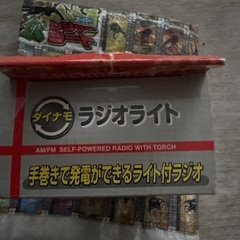 ダイナモ ラジオライト
AM/FM SELF-POWERED RADIO WITH TORCH
手巻きで発電ができるライト付ラジオ